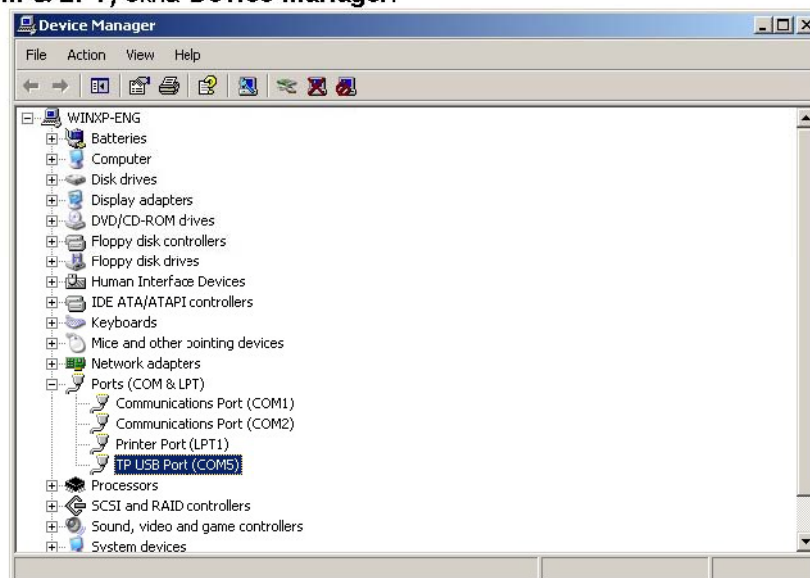 окна Device Manager.
Device Manager
File Action View Help
WINXP-ENG
Batteries
Computer
Disk drives
Display adapters
DVD/CD-ROM drives
Floppy disk controllers
Floppy disk drives
Human Interface Devices
IDE ATA/ATAPI controllers
Keyboards
Mice and other pointing devices
Network adapters
Ports (COM & LPT)
Communications Port (COM1)
Communications Port (COM2)
Printer Port (LPT1)
TP USB Port (COM5)
Processors
SCSI and RAID controllers
Sound, video and game controllers
System devices